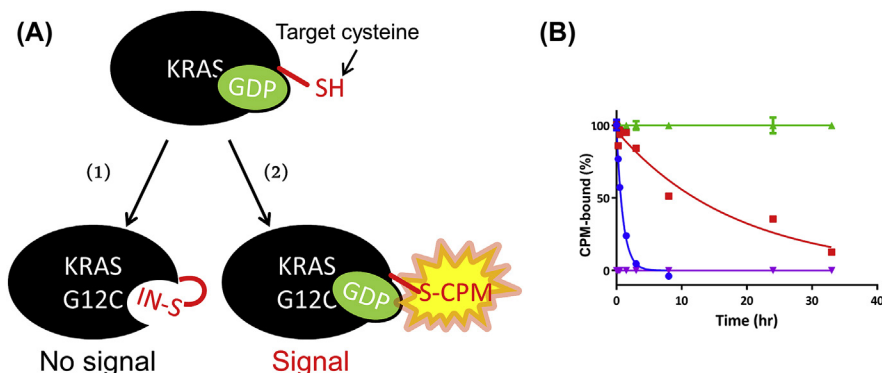 (A)
Target cysteine
KRAS
GDP
SH
(1)
(2)
KRAS
G12C
IN-S
No signal
KRAS
G12C
GDP
S-CPM
Signal
(B)
CPM-bound (%)
100
50
0
0
10
20
30
40
Time (hr)